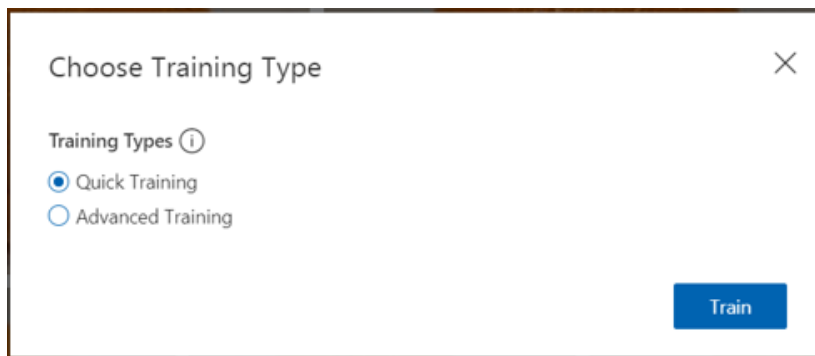 Choose Training Type
Training Types
Quick Training
Advanced Training
Train